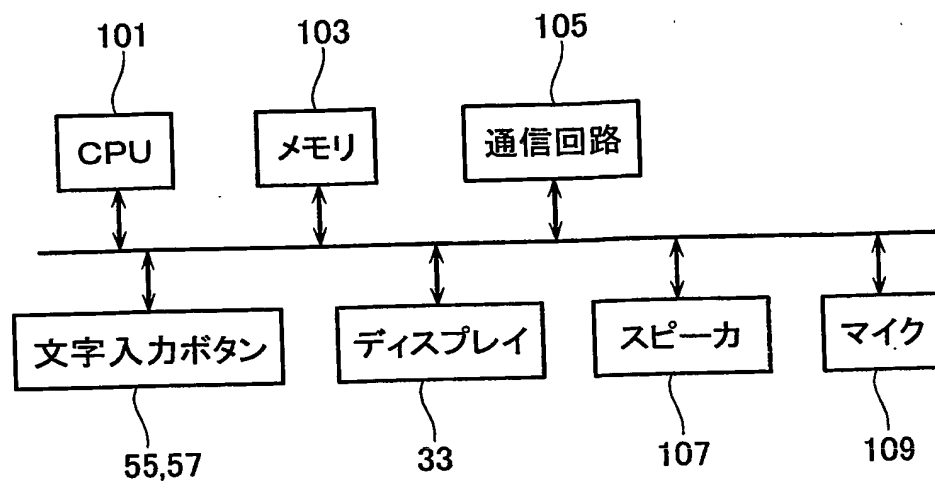 101
103
105
CPU
メモリ
通信回路
文字入力ボタン
ディスプレイ
スピーカ
マイク
55,57
33
107
109